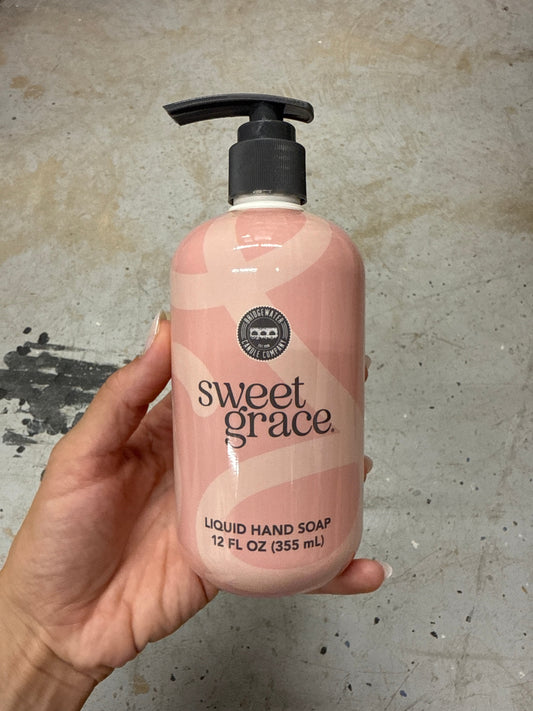 BRIDGEWATER
CANDLE COMPANY
sweet
grace®
LIQUID HAND SOAP
12 FL OZ (355 mL)